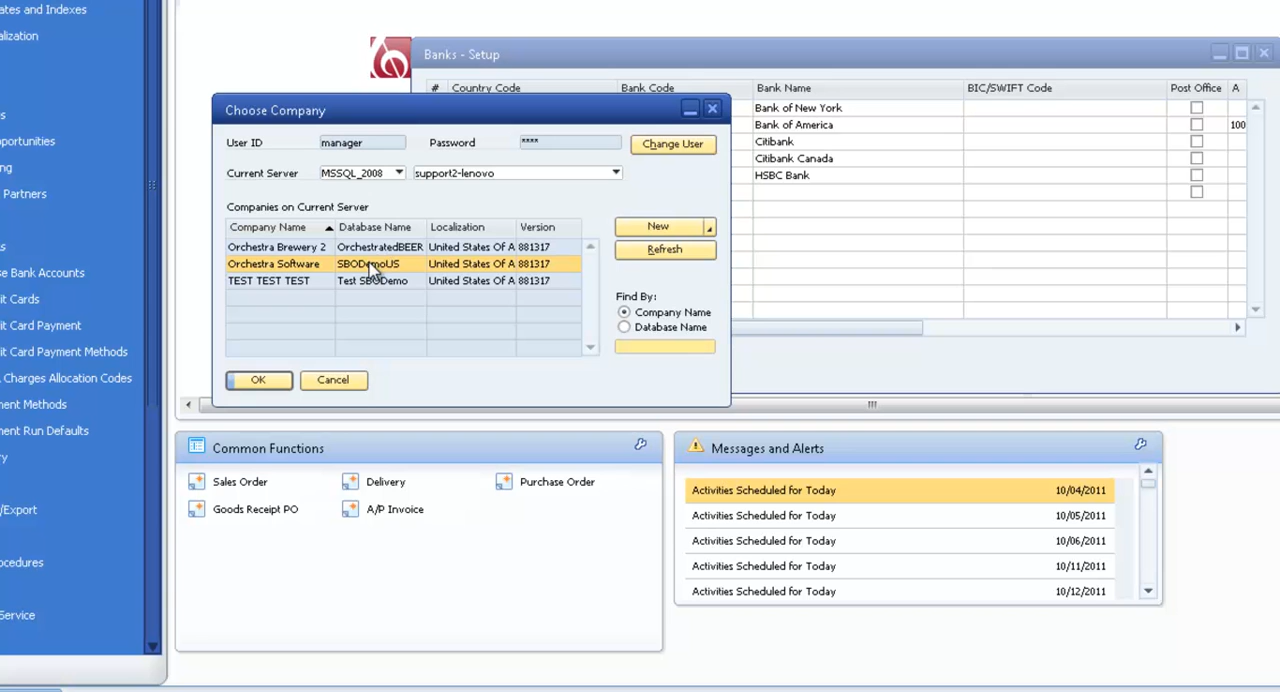 ates and Indexes
alization
s
portunities
ng
Partners
s
se Bank Accounts
it Cards
it Card Payment
it Card Payment Methods
Charges Allocation Codes
ment Methods
ent Run Defaults
ry
/Export
ocedures
Service
Banks - Setup
# Country Code Bank Code Bank Name BIC/SWIFT Code Post Office A
Bank of New York
Bank of America 100
Citibank
Citibank Canada
HSBC Bank
Choose Company
User ID manager Password **** Change User
Current Server MSSQL_2008 support2-lenovo
Companies on Current Server
Company Name Database Name Localization Version
Orchestra Brewery 2 OrchestratedBEER United States Of A 881317
Orchestra Software SBODemoUS United States Of A 881317
TEST TEST TEST Test SBODemo United States Of A 881317
New
Refresh
Find By:
Company Name
Database Name
OK Cancel
Common Functions
Sales Order Delivery Purchase Order
Goods Receipt PO A/P Invoice
Messages and Alerts
Activities Scheduled for Today 10/04/2011
Activities Scheduled for Today 10/05/2011
Activities Scheduled for Today 10/06/2011
Activities Scheduled for Today 10/11/2011
Activities Scheduled for Today 10/12/2011